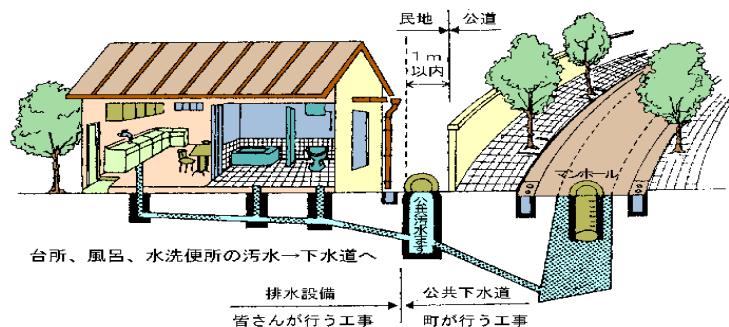 民地 公道
1m
以内
マンホール
公共汚水ます
台所、風呂、水洗便所の汚水→下水道へ
排水設備 公共下水道
皆さんが行う工事 町が行う工事